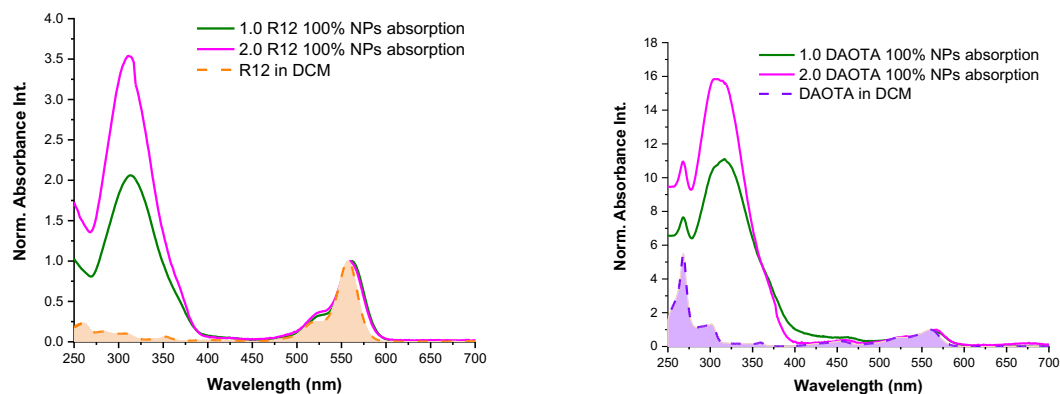 1.0 R12 100% NPs absorption
2.0 R12 100% NPs absorption
R12 in DCM
Norm. Absorbance Int.
4.0
3.5
3.0
2.5
2.0
1.5
1.0
0.5
0.0
250 300 350 400 450 500 550 600 650 700
Wavelength (nm)
1.0 DAOTA 100% NPs absorption
2.0 DAOTA 100% NPs absorption
DAOTA in DCM
Norm. Absorbance Int.
18
16
14
12
10
8
6
4
2
0
250 300 350 400 450 500 550 600 650 700
Wavelength (nm)